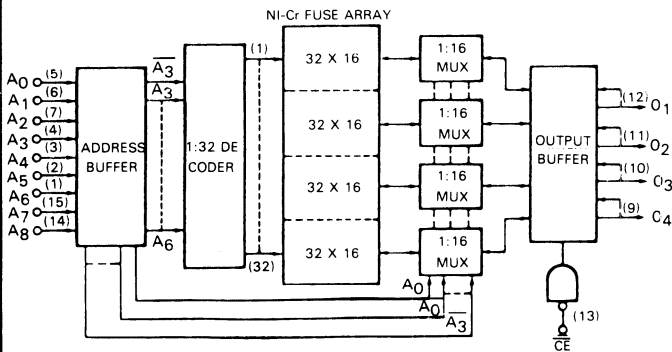 NI-Cr FUSE ARRAY
A0 (5)
A1 (6)
A2 (7)
A3 (4)
A4 (3)
A5 (2)
A6 (1)
A7 (15)
A8 (14)
ADDRESS
BUFFER
A̅3̅
A3
A6
1:32 DE
CODER
(1)
(32)
32 X 16
32 X 16
32 X 16
32 X 16
1:16
MUX
1:16
MUX
1:16
MUX
1:16
MUX
A0
A0
A̅3̅
OUTPUT
BUFFER
(12) O1
(11) O2
(10) O3
(9) O4
(13)
C̅E̅